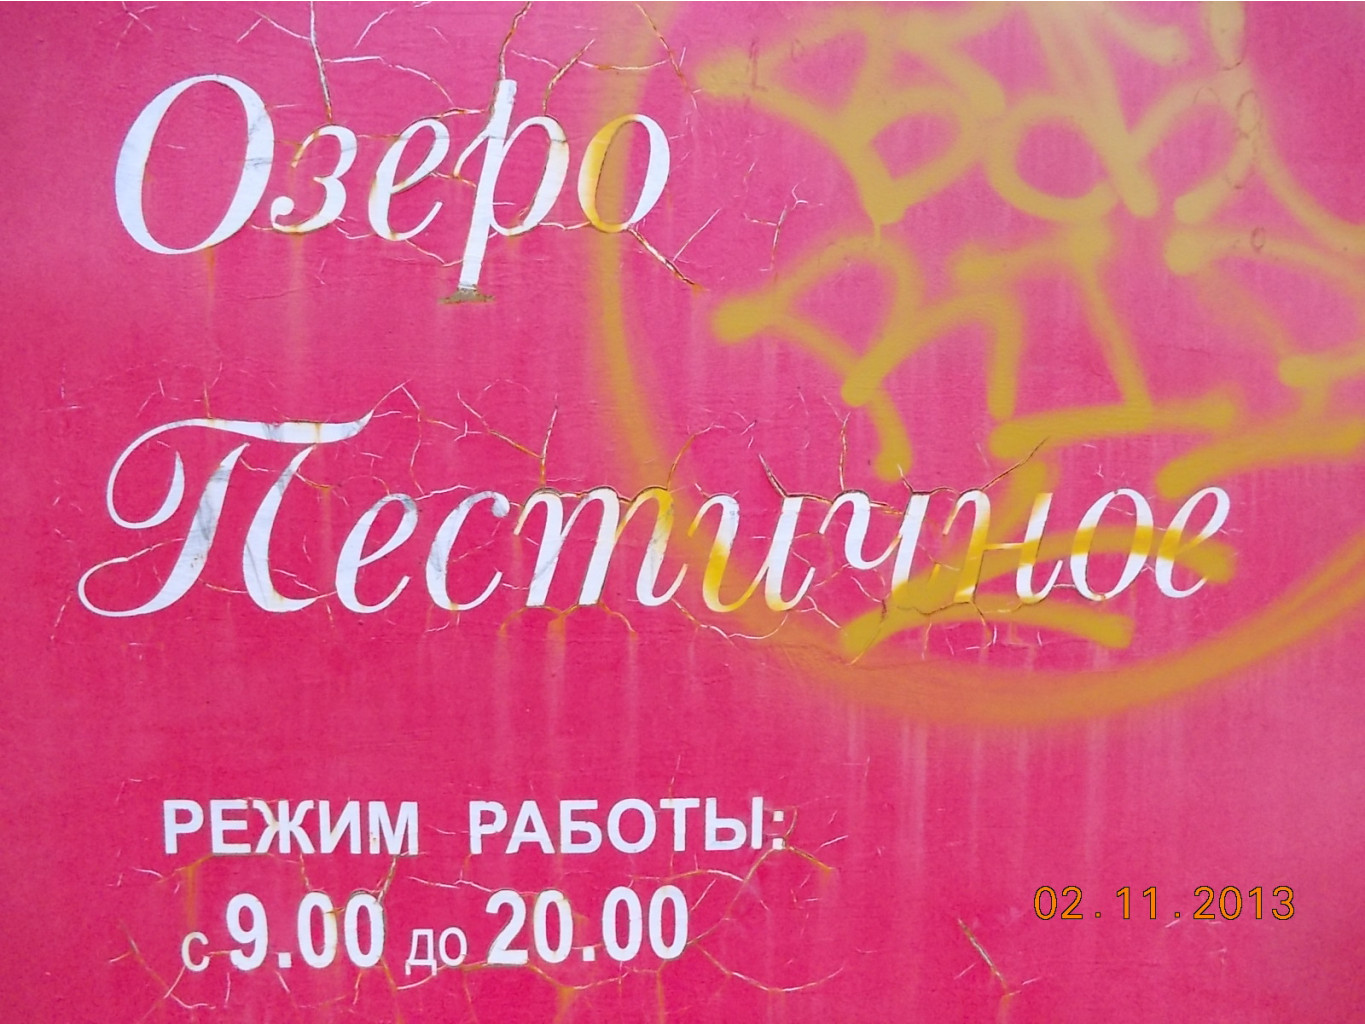 Озеро
Пестичное
РЕЖИМ РАБОТЫ:
с 9.00 до 20.00
02.11.2013